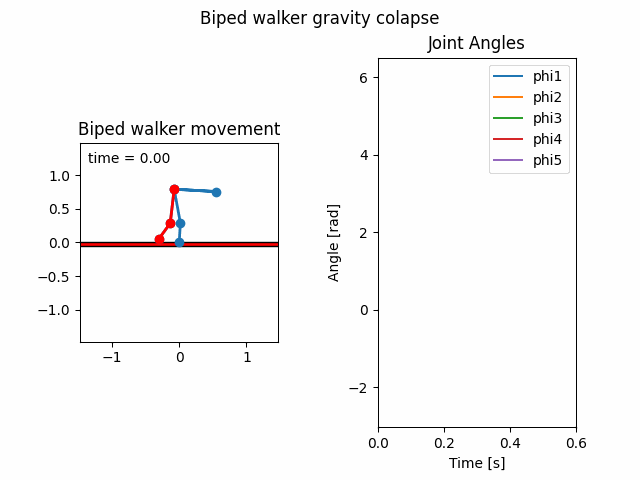 Biped walker gravity colapse
Biped walker movement
time = 0.00
1.0
0.5
0.0
−0.5
−1.0
−1
0
1
Joint Angles
phi1
phi2
phi3
phi4
phi5
6
4
2
0
−2
Angle [rad]
0.0
0.2
0.4
0.6
Time [s]